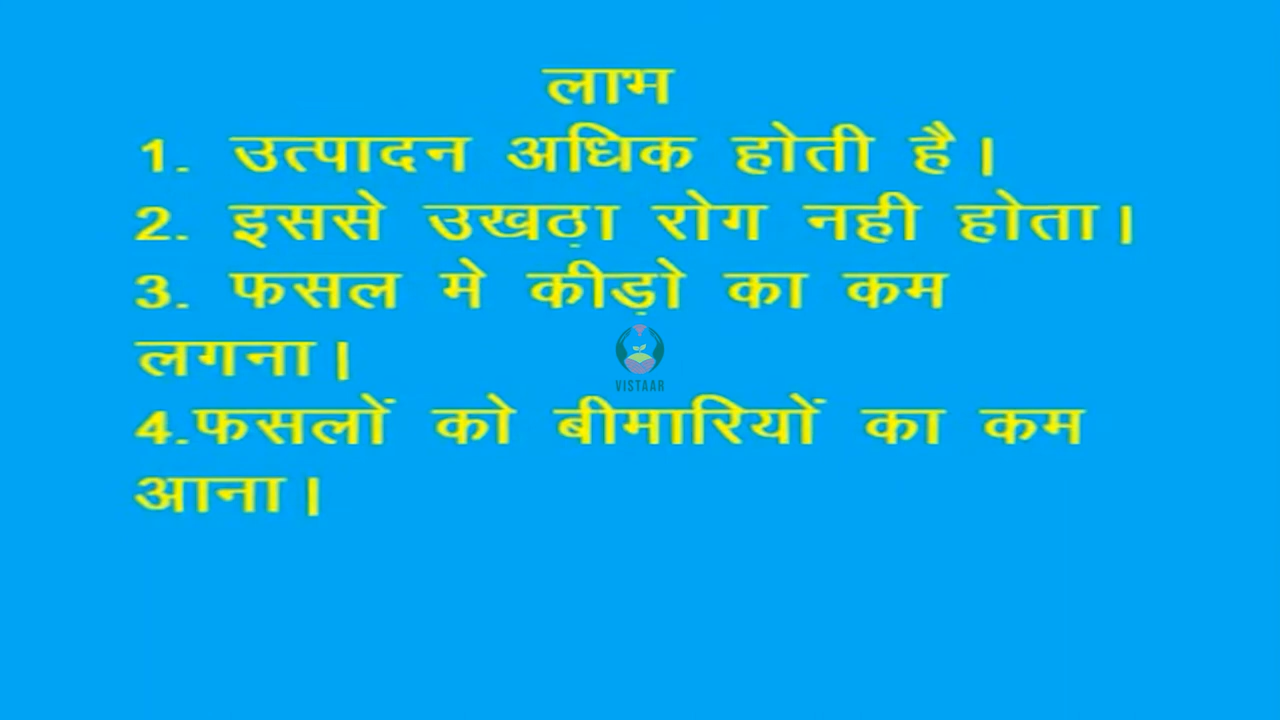 लाभ
1. उत्पादन अधिक होती है।
2. इससे उखठ़ा रोग नही होता।
3. फसल मे कीड़ो का कम
लगना।
VISTAAR
4.फसलों को बीमारियों का कम
आना।